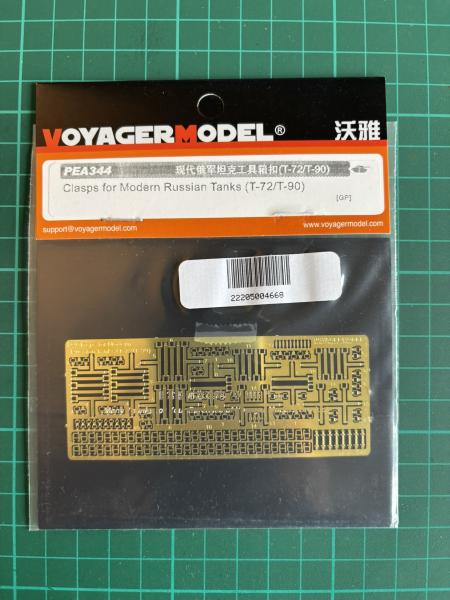 VOYAGERMODEL® 沃雅
PEA344 现代俄军坦克工具箱扣(T-72/T-90)
Clasps for Modern Russian Tanks (T-72/T-90)
[GP]
support@voyagermodel.com www.voyagermodel.com
22205004668